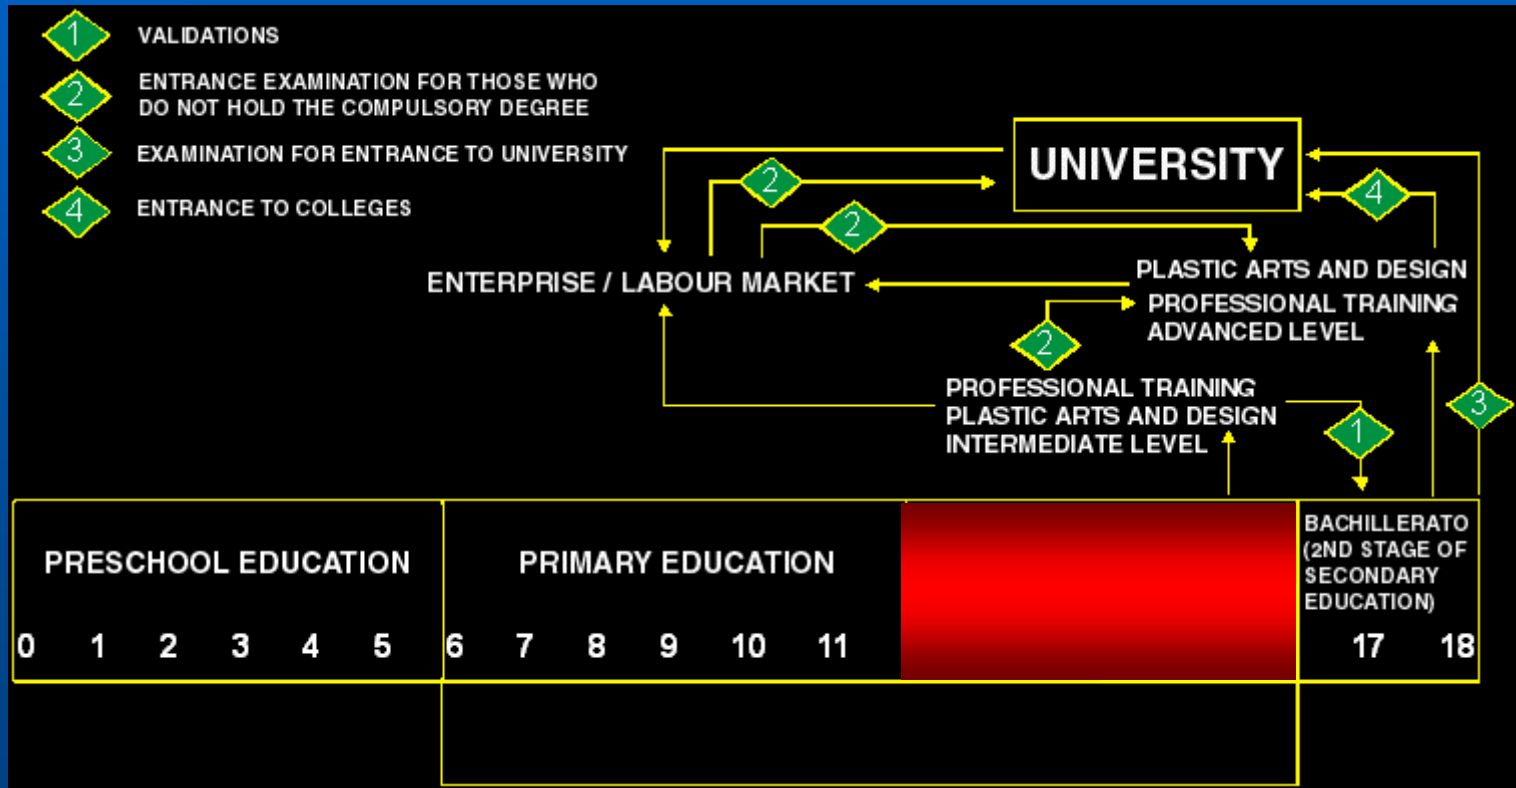 1 VALIDATIONS
2 ENTRANCE EXAMINATION FOR THOSE WHO
DO NOT HOLD THE COMPULSORY DEGREE
3 EXAMINATION FOR ENTRANCE TO UNIVERSITY
4 ENTRANCE TO COLLEGES
UNIVERSITY
2
4
2
ENTERPRISE / LABOUR MARKET
PLASTIC ARTS AND DESIGN
PROFESSIONAL TRAINING
ADVANCED LEVEL
2
PROFESSIONAL TRAINING
PLASTIC ARTS AND DESIGN
INTERMEDIATE LEVEL
1
3
PRESCHOOL EDUCATION
0 1 2 3 4 5
PRIMARY EDUCATION
6 7 8 9 10 11
BACHILLERATO
(2ND STAGE OF
SECONDARY
EDUCATION)
17 18